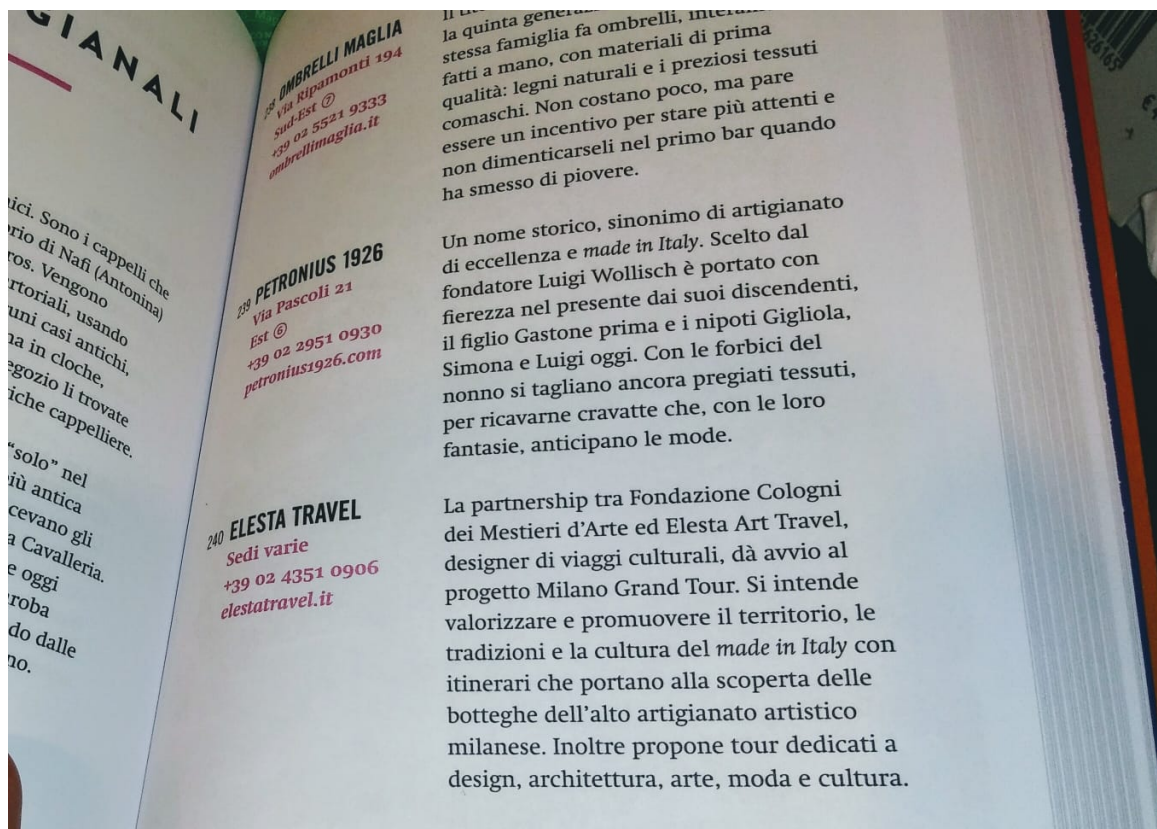 GIANALI
ici. Sono i cappelli che
rio di Nafi (Antonina)
ros. Vengono
rtoriali, usando
uni casi antichi,
na in cloche,
egozio li trovate
iche cappelliere.
"solo" nel
iù antica
cevano gli
a Cavalleria.
e oggi
roba
do dalle
no.
238 OMBRELLI MAGLIA
Via Ripamonti 194
Sud-Est ⑦
+39 02 5521 9333
ombrellimaglia.it
la quinta
stessa famiglia fa ombrelli,
fatti a mano, con materiali di prima
qualità: legni naturali e i preziosi tessuti
comaschi. Non costano poco, ma pare
essere un incentivo per stare più attenti e
non dimenticarseli nel primo bar quando
ha smesso di piovere.
239 PETRONIUS 1926
Via Pascoli 21
Est ⑥
+39 02 2951 0930
petronius1926.com
Un nome storico, sinonimo di artigianato
di eccellenza e made in Italy. Scelto dal
fondatore Luigi Wollisch è portato con
fierezza nel presente dai suoi discendenti,
il figlio Gastone prima e i nipoti Gigliola,
Simona e Luigi oggi. Con le forbici del
nonno si tagliano ancora pregiati tessuti,
per ricavarne cravatte che, con le loro
fantasie, anticipano le mode.
240 ELESTA TRAVEL
Sedi varie
+39 02 4351 0906
elestatravel.it
La partnership tra Fondazione Cologni
dei Mestieri d'Arte ed Elesta Art Travel,
designer di viaggi culturali, dà avvio al
progetto Milano Grand Tour. Si intende
valorizzare e promuovere il territorio, le
tradizioni e la cultura del made in Italy con
itinerari che portano alla scoperta delle
botteghe dell'alto artigianato artistico
milanese. Inoltre propone tour dedicati a
design, architettura, arte, moda e cultura.